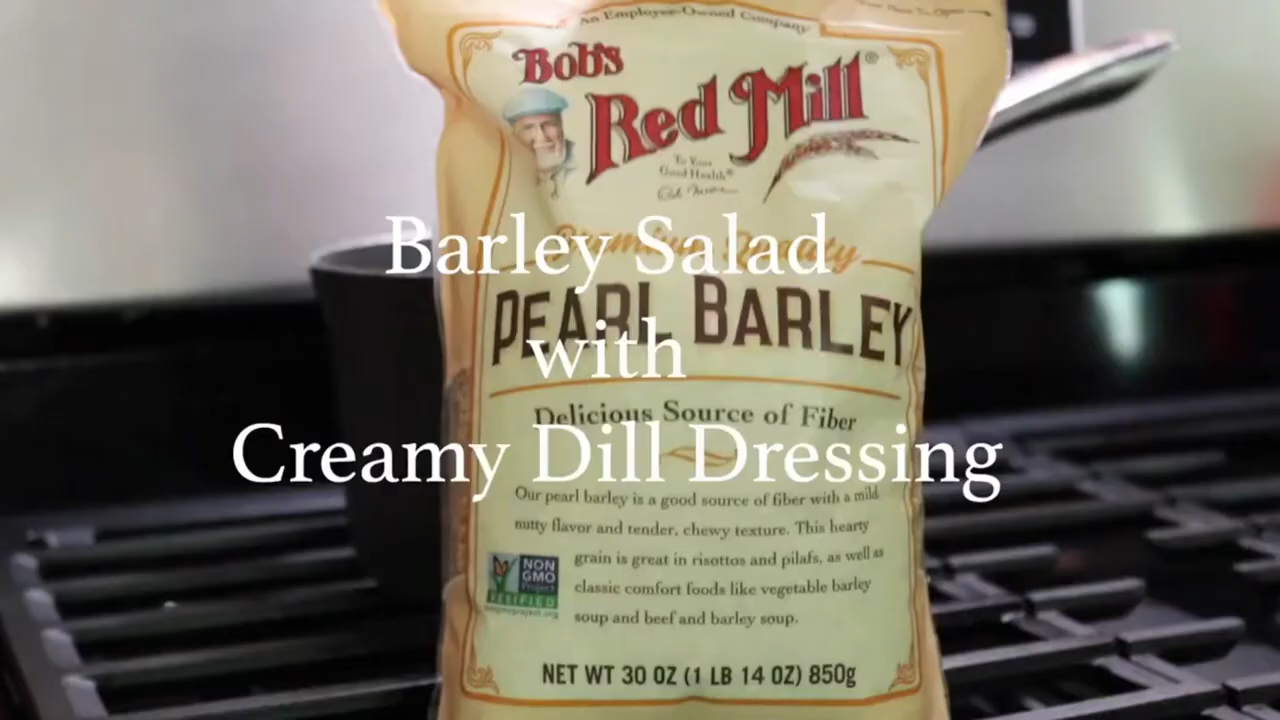 An Employee-Owned Company
Bob's
Red Mill®
To Your
Good Health®
Barley Salad
Premium Quality
PEARL BARLEY
with
Delicious Source of Fiber
Creamy Dill Dressing
Our pearl barley is a good source of fiber with a mild
nutty flavor and tender, chewy texture. This hearty
grain is great in risottos and pilafs, as well as
classic comfort foods like vegetable barley
soup and beef and barley soup.
NON
GMO
Project
VERIFIED
NET WT 30 OZ (1 LB 14 OZ) 850g